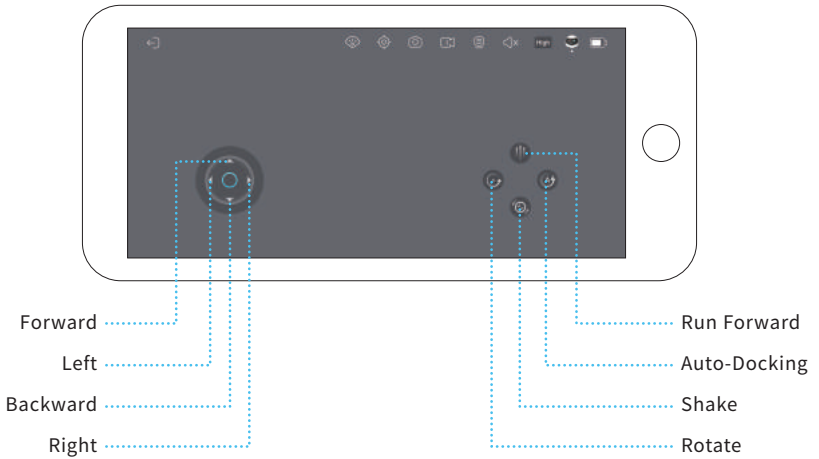 High
Forward
Left
Backward
Right
Run Forward
Auto-Docking
Shake
Rotate